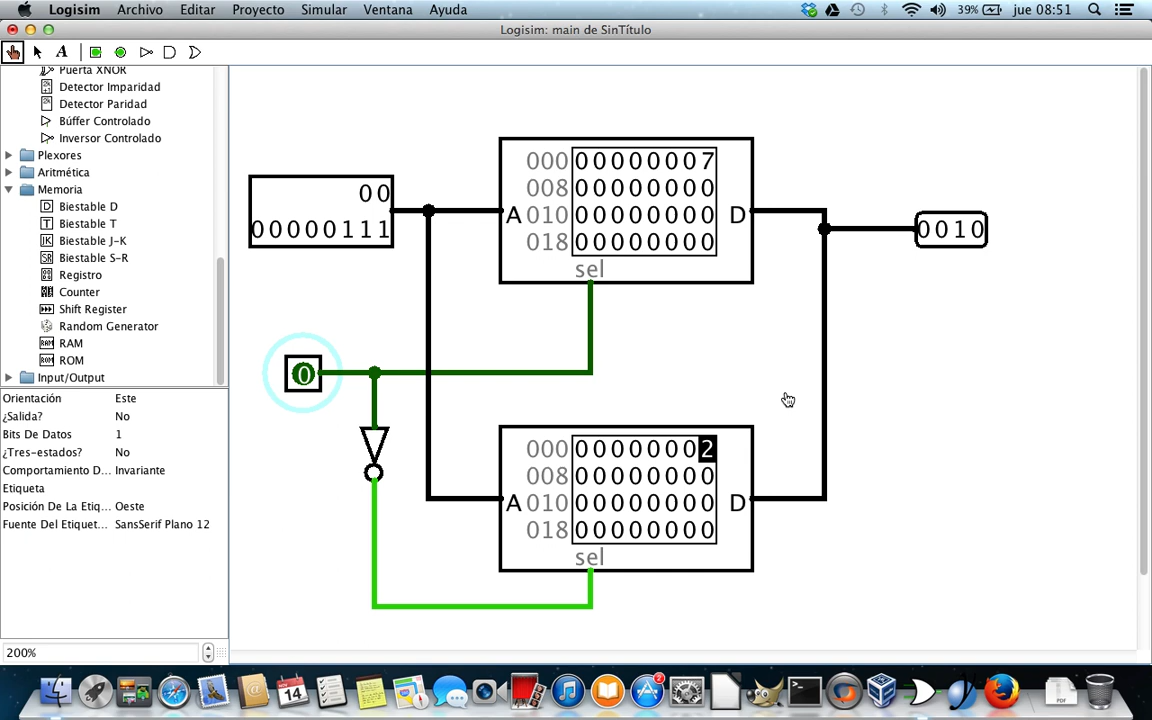 Logisim Archivo Editar Proyecto Simular Ventana Ayuda 39% jue 08:51
Logisim: main de SinTítulo
A
Puerta XNOR
Detector Imparidad
Detector Paridad
Búffer Controlado
Inversor Controlado
Plexores
Aritmética
Memoria
Biestable D
Biestable T
Biestable J-K
Biestable S-R
Registro
Counter
Shift Register
Random Generator
RAM
ROM
Input/Output
Orientación Este
¿Salida? No
Bits De Datos 1
¿Tres-estados? No
Comportamiento D... Invariante
Etiqueta
Posición De La Etiq... Oeste
Fuente Del Etiquet... SansSerif Plano 12
200%
00
00000111
000 00000007
008 00000000
A 010 00000000 D
018 00000000
sel
0010
0
000 00000002
008 00000000
A 010 00000000 D
018 00000000
sel